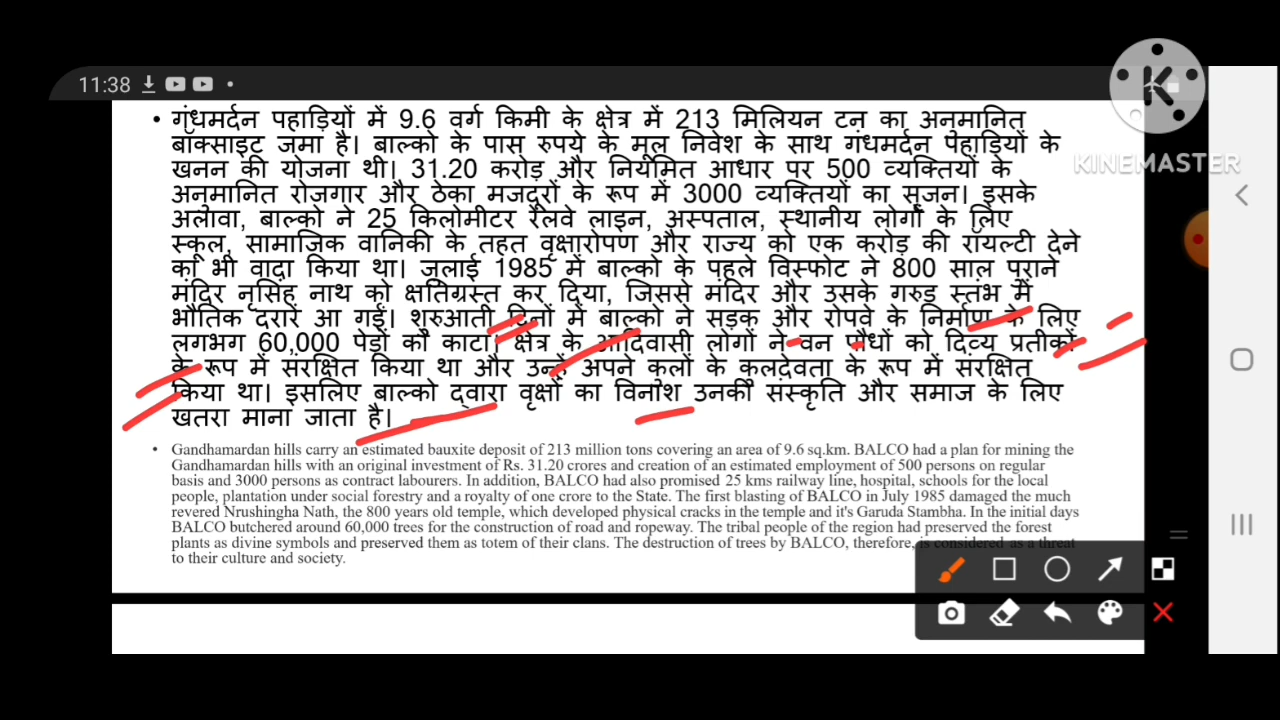 11:38
KINEMASTER
• गंधमर्दन पहाड़ियों में 9.6 वर्ग किमी के क्षेत्र में 213 मिलियन टन का अनुमानित
बॉक्साइट जमा है। बाल्को के पास रुपये के मूल निवेश के साथ गंधमर्दन पहाड़ियों के
खनन की योजना थी। 31.20 करोड़ और नियमित आधार पर 500 व्यक्तियों के
अनुमानित रोजगार और ठेका मजदूरों के रूप में 3000 व्यक्तियों का सृजन। इसके
अलावा, बाल्को ने 25 किलोमीटर रेलवे लाइन, अस्पताल, स्थानीय लोगों के लिए
स्कूल, सामाजिक वानिकी के तहत वृक्षारोपण और राज्य को एक करोड़ की रॉयल्टी देने
का भी वादा किया था। जुलाई 1985 में बाल्को के पहले विस्फोट ने 800 साल पुराने
मंदिर नृसिंह नाथ को क्षतिग्रस्त कर दिया, जिससे मंदिर और उसके गरुड़ स्तंभ में
भौतिक दरारें आ गईं। शुरुआती दिनों में बाल्को ने सड़क और रोपवे के निर्माण के लिए
लगभग 60,000 पेड़ों को काटा। क्षेत्र के आदिवासी लोगों ने वन पौधों को दिव्य प्रतीकों
के रूप में संरक्षित किया था और उन्हें अपने कुलों के कुलदेवता के रूप में संरक्षित
किया था। इसलिए बाल्को द्वारा वृक्षों का विनाश उनकी संस्कृति और समाज के लिए
खतरा माना जाता है।
• Gandhamardan hills carry an estimated bauxite deposit of 213 million tons covering an area of 9.6 sq.km. BALCO had a plan for mining the
Gandhamardan hills with an original investment of Rs. 31.20 crores and creation of an estimated employment of 500 persons on regular
basis and 3000 persons as contract labourers. In addition, BALCO had also promised 25 kms railway line, hospital, schools for the local
people, plantation under social forestry and a royalty of one crore to the State. The first blasting of BALCO in July 1985 damaged the much
revered Nrushingha Nath, the 800 years old temple, which developed physical cracks in the temple and it's Garuda Stambha. In the initial days
BALCO butchered around 60,000 trees for the construction of road and ropeway. The tribal people of the region had preserved the forest
plants as divine symbols and preserved them as totem of their clans. The destruction of trees by BALCO, therefore, is considered as a threat
to their culture and society.